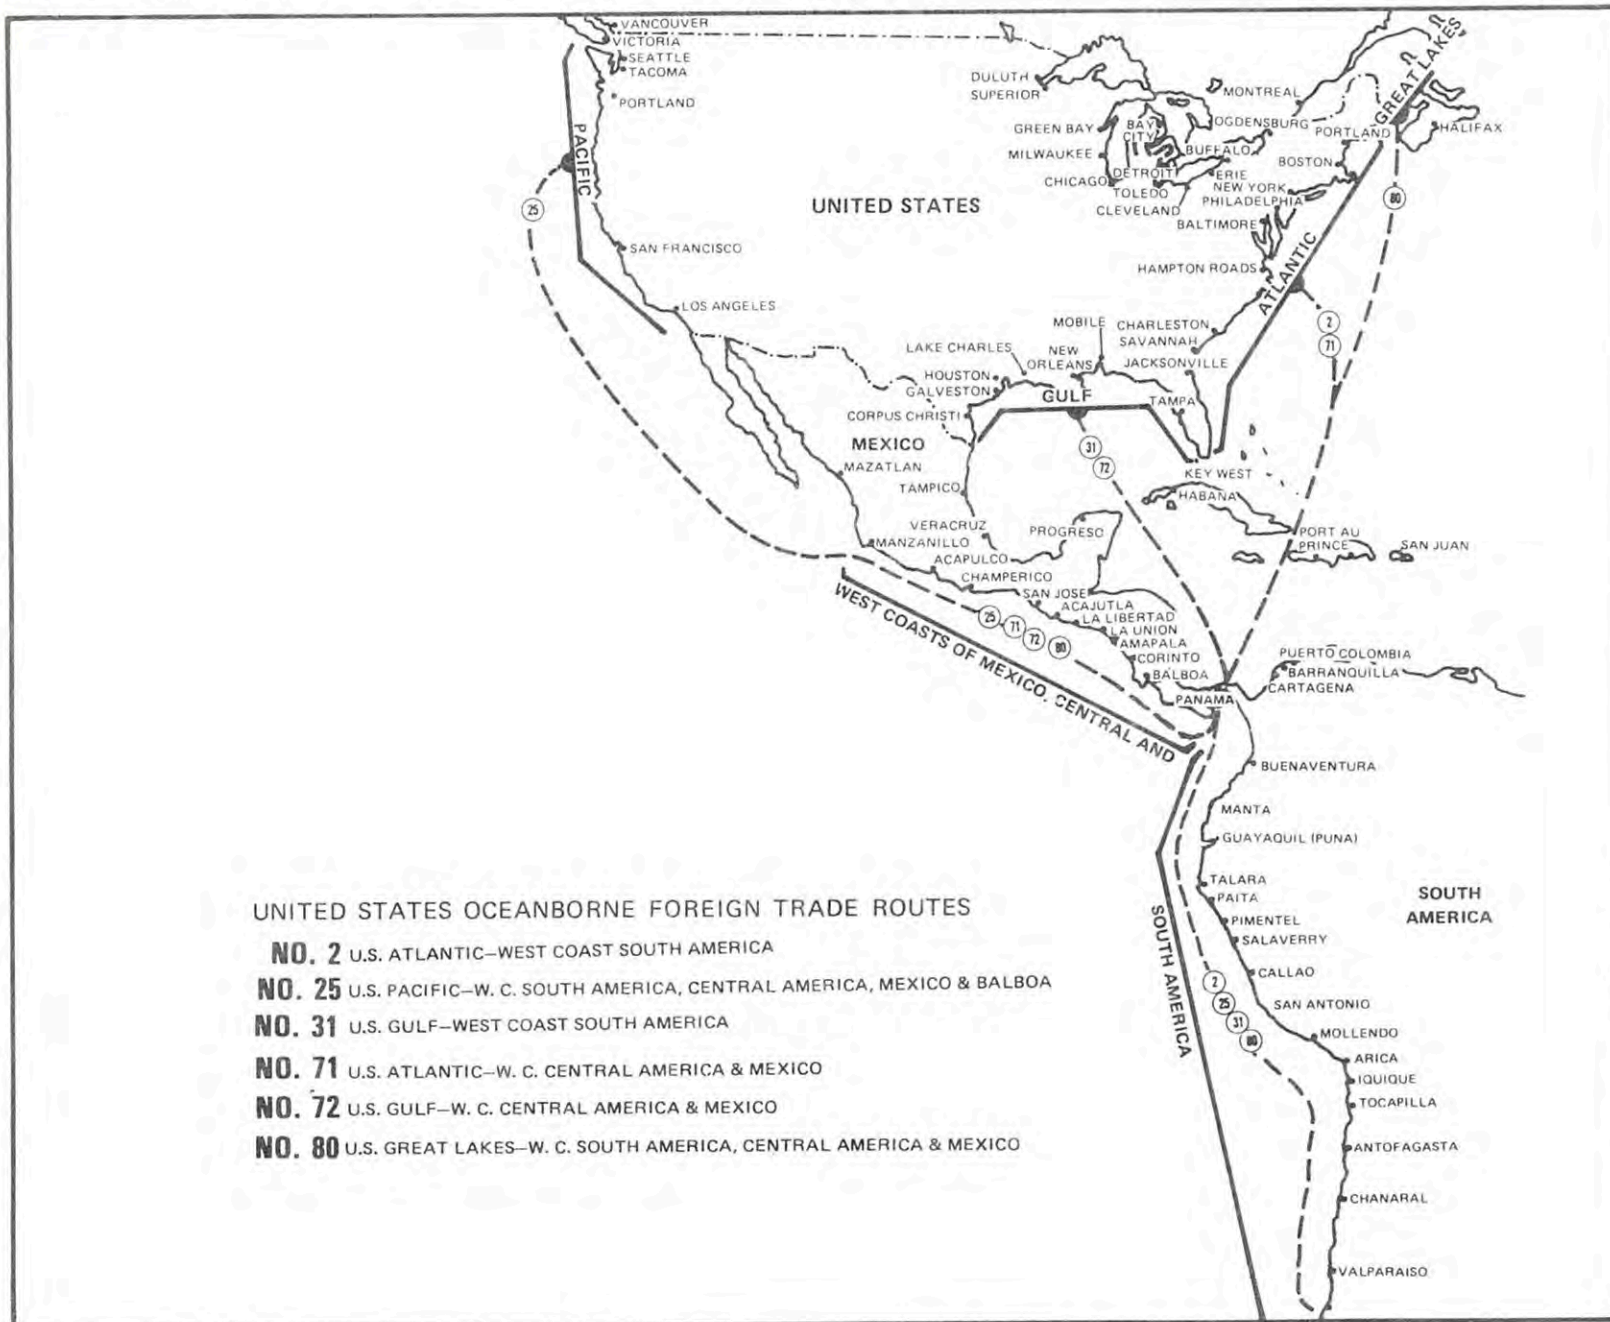 VANCOUVER
VICTORIA
SEATTLE
TACOMA
PORTLAND
PACIFIC
25
SAN FRANCISCO
LOS ANGELES
UNITED STATES
DULUTH
SUPERIOR
GREEN BAY
MILWAUKEE
CHICAGO
BAY
CITY
DETROIT
TOLEDO
CLEVELAND
BUFFALO
ERIE
OGDENSBURG
MONTREAL
PORTLAND
GREAT LAKES
HALIFAX
BOSTON
NEW YORK
PHILADELPHIA
BALTIMORE
HAMPTON ROADS
ATLANTIC
80
2
71
MOBILE
CHARLESTON
SAVANNAH
JACKSONVILLE
LAKE CHARLES
NEW
ORLEANS
HOUSTON
GALVESTON
CORPUS CHRISTI
GULF
TAMPA
31
72
KEY WEST
MEXICO
MAZATLAN
TAMPICO
HABANA
VERACRUZ
PROGRESO
MANZANILLO
ACAPULCO
PORT AU
PRINCE
SAN JUAN
CHAMPERICO
SAN JOSE
ACAJUTLA
LA LIBERTAD
LA UNION
AMAPALA
CORINTO
BALBOA
PANAMA
25
71
72
80
WEST COASTS OF MEXICO, CENTRAL AND
PUERTO COLOMBIA
BARRANQUILLA
CARTAGENA
BUENAVENTURA
MANTA
GUAYAQUIL (PUNA)
TALARA
PAITA
PIMENTEL
SALAVERRY
CALLAO
SAN ANTONIO
MOLLENDO
ARICA
IQUIQUE
TOCAPILLA
ANTOFAGASTA
CHANARAL
VALPARAISO
SOUTH AMERICA
2
25
31
80
SOUTH
AMERICA
UNITED STATES OCEANBORNE FOREIGN TRADE ROUTES
NO. 2 U.S. ATLANTIC–WEST COAST SOUTH AMERICA
NO. 25 U.S. PACIFIC–W. C. SOUTH AMERICA, CENTRAL AMERICA, MEXICO & BALBOA
NO. 31 U.S. GULF–WEST COAST SOUTH AMERICA
NO. 71 U.S. ATLANTIC–W. C. CENTRAL AMERICA & MEXICO
NO. 72 U.S. GULF–W. C. CENTRAL AMERICA & MEXICO
NO. 80 U.S. GREAT LAKES–W. C. SOUTH AMERICA, CENTRAL AMERICA & MEXICO